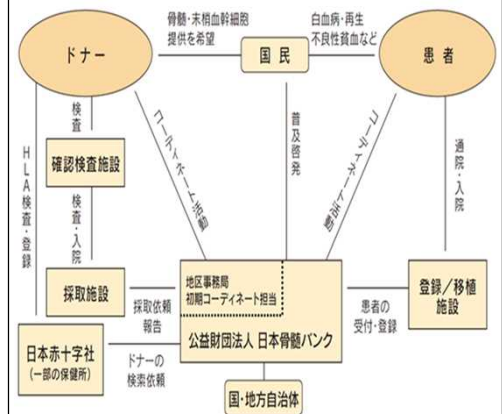 骨髄・末梢血幹細胞
提供を希望
白血病・再生
不良性貧血など
ドナー
国民
患者
検査
コーディネート活動
普及啓発
コーディネート活動
HLA検査・登録
確認検査施設
通院・入院
検査・入院
地区事務局
初期コーディネート担当
採取施設
採取依頼
報告
患者の
受付・登録
登録／移植
施設
公益財団法人 日本骨髄バンク
日本赤十字社
（一部の保健所）
ドナーの
検索依頼
国・地方自治体